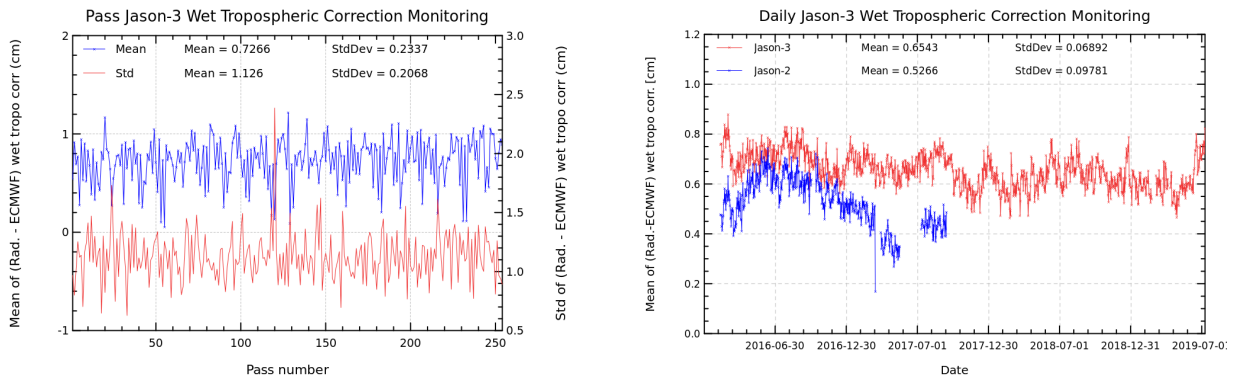 Pass Jason-3 Wet Tropospheric Correction Monitoring
Mean Mean = 0.7266 StdDev = 0.2337
Std Mean = 1.126 StdDev = 0.2068
Mean of (Rad. - ECMWF) wet tropo corr (cm)
2
1
0
-1
3.0
2.5
2.0
1.5
1.0
0.5
Std of (Rad. - ECMWF) wet tropo corr (cm)
50 100 150 200 250
Pass number
Daily Jason-3 Wet Tropospheric Correction Monitoring
Jason-3 Mean = 0.6543 StdDev = 0.06892
Jason-2 Mean = 0.5266 StdDev = 0.09781
Mean of (Rad.-ECMWF) wet tropo corr. [cm]
1.2
1.0
0.8
0.6
0.4
0.2
0.0
2016-06-30 2016-12-30 2017-07-01 2017-12-30 2018-07-01 2018-12-31 2019-07-0
Date